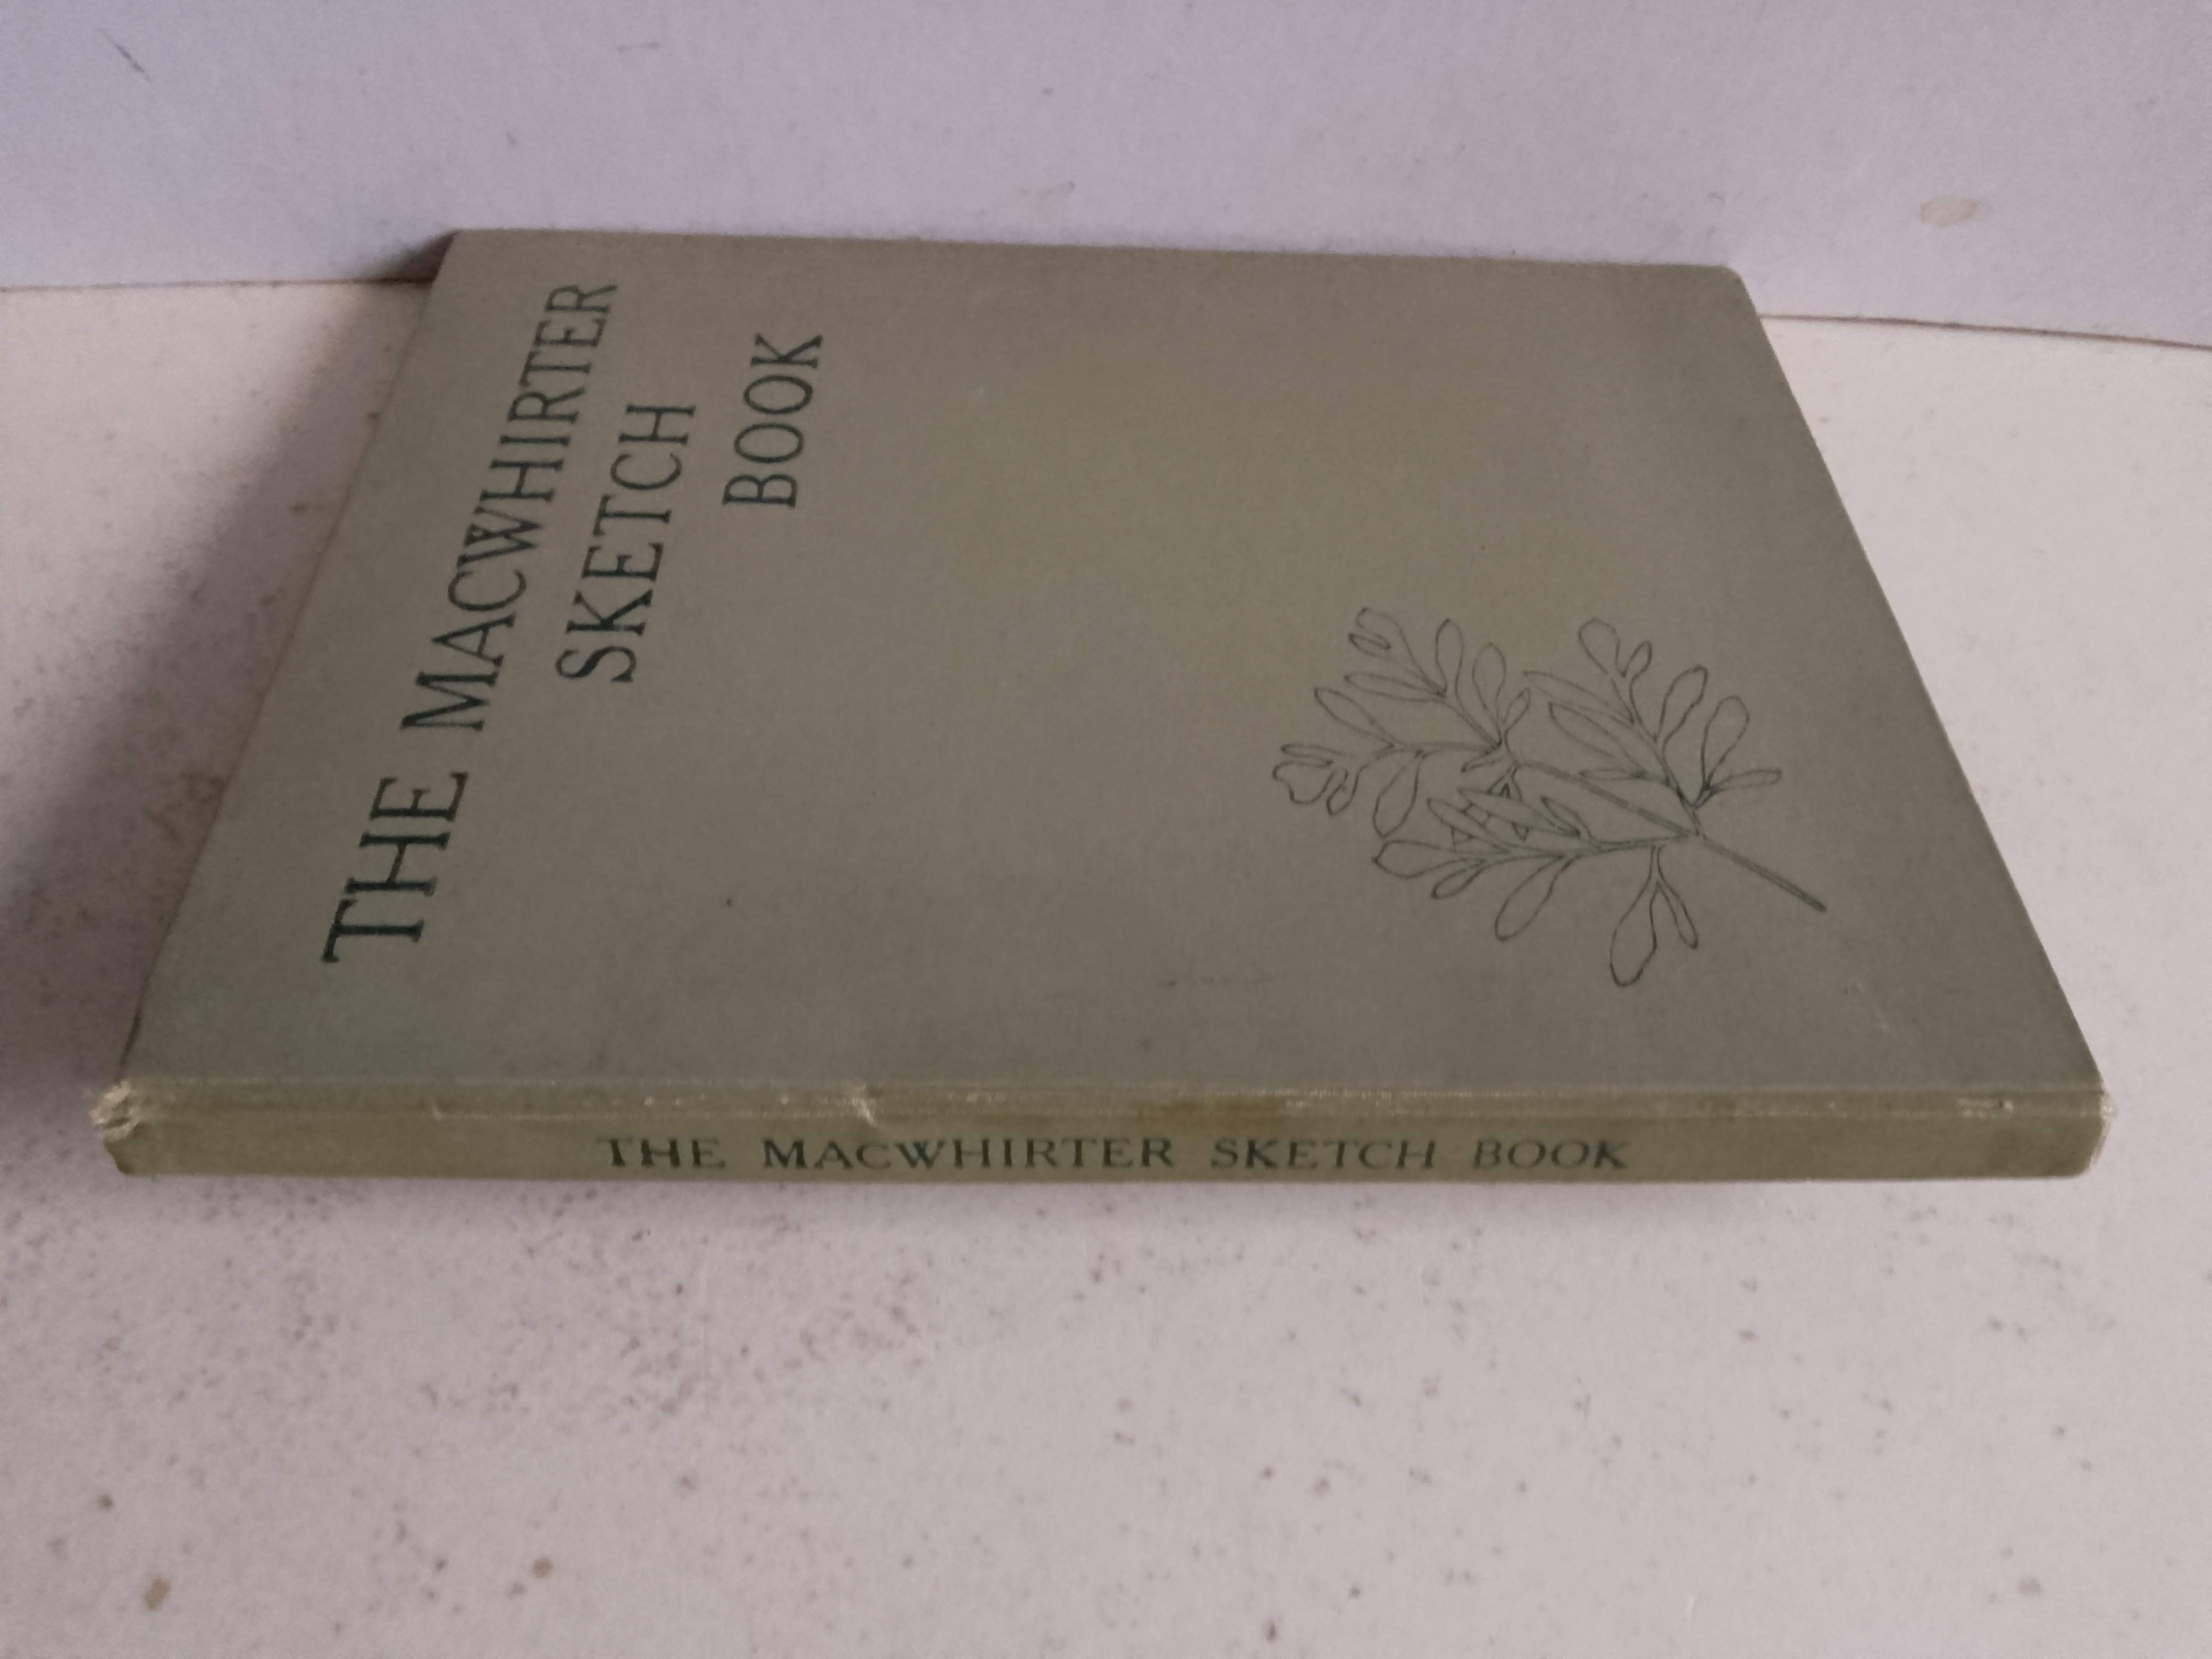 THE MACWHIRTER
SKETCH
BOOK
THE MACWHIRTER SKETCH BOOK